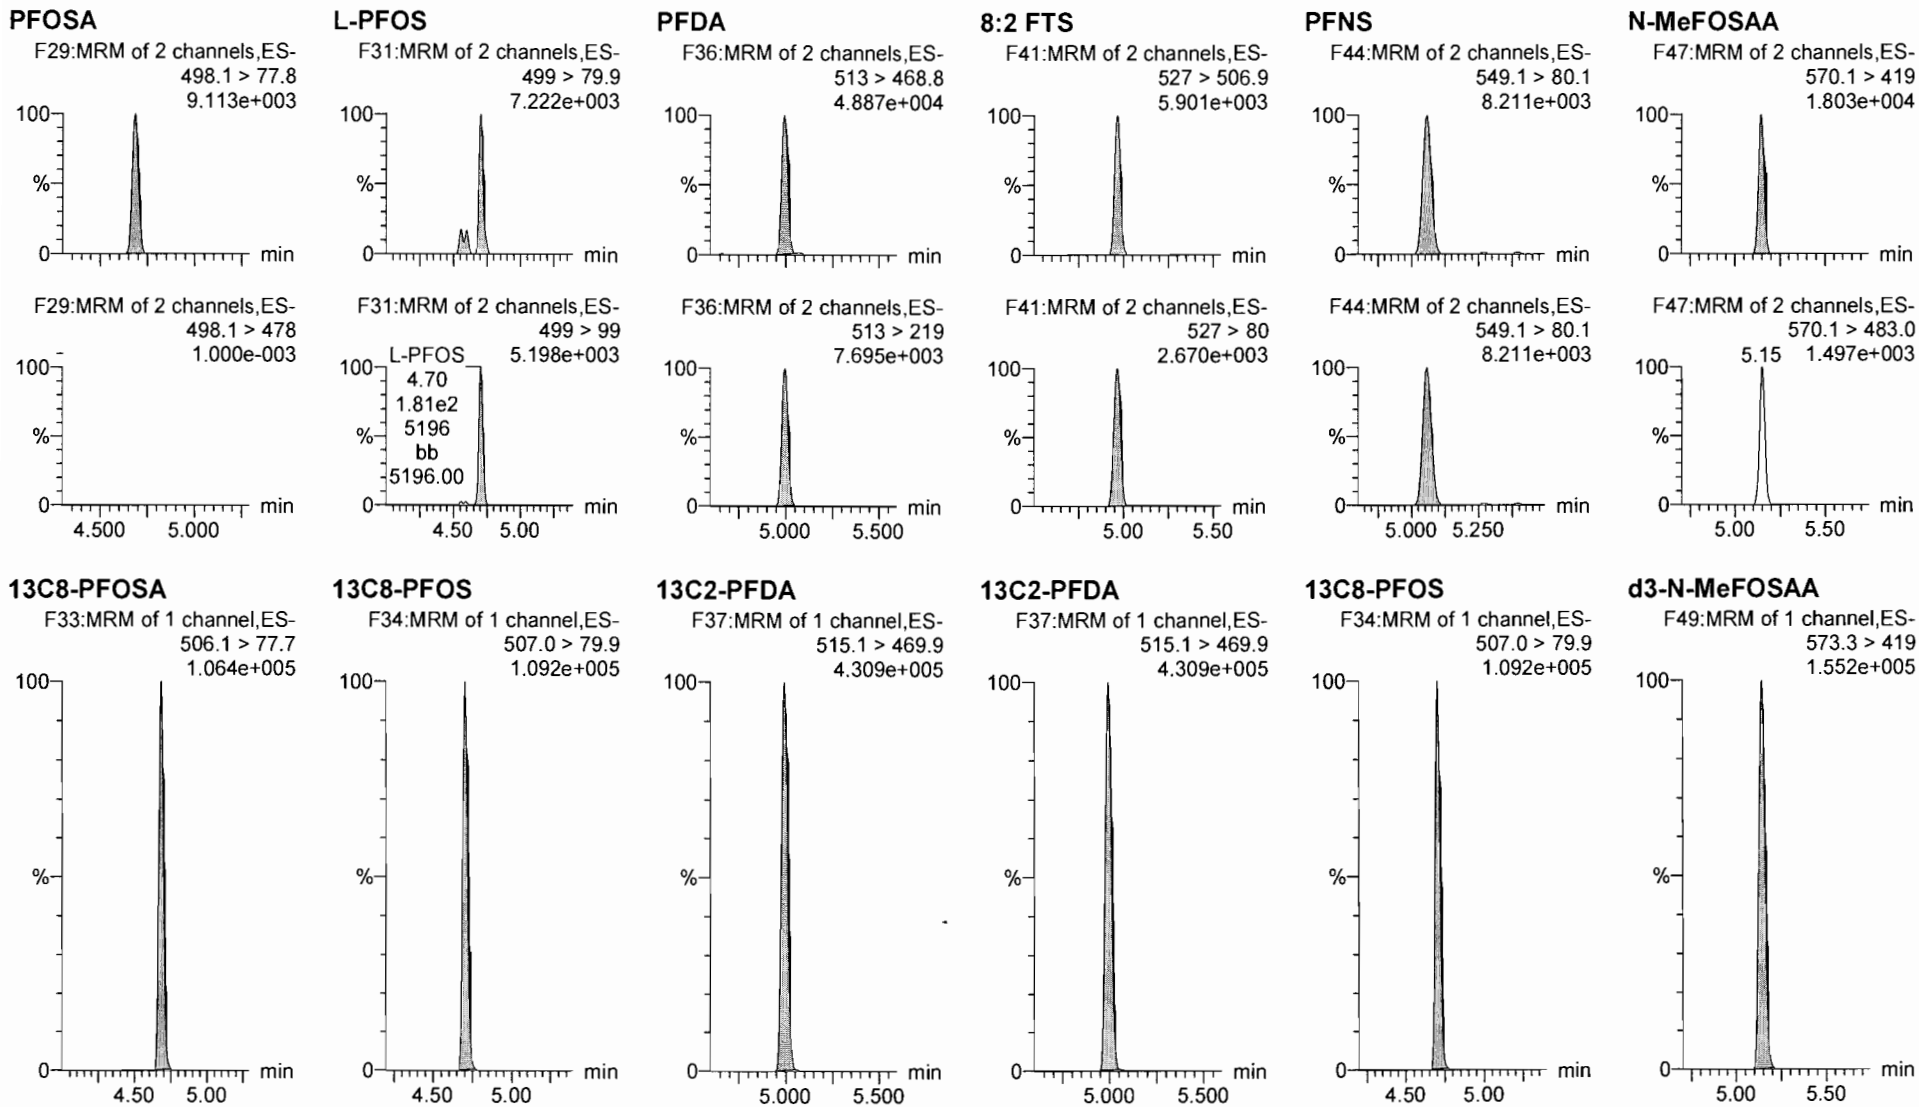 PFOSA
F29:MRM of 2 channels,ES-
498.1 > 77.8
9.113e+003
100
%
0
min
F29:MRM of 2 channels,ES-
498.1 > 478
1.000e-003
100
%
0
min
4.500 5.000
L-PFOS
F31:MRM of 2 channels,ES-
499 > 79.9
7.222e+003
100
%
0
min
F31:MRM of 2 channels,ES-
499 > 99
5.198e+003
L-PFOS
4.70
1.81e2
5196
bb
5196.00
100
%
0
min
4.50 5.00
PFDA
F36:MRM of 2 channels,ES-
513 > 468.8
4.887e+004
100
%
0
min
F36:MRM of 2 channels,ES-
513 > 219
7.695e+003
100
%
0
min
5.000 5.500
8:2 FTS
F41:MRM of 2 channels,ES-
527 > 506.9
5.901e+003
100
%
0
min
F41:MRM of 2 channels,ES-
527 > 80
2.670e+003
100
%
0
min
5.00 5.50
PFNS
F44:MRM of 2 channels,ES-
549.1 > 80.1
8.211e+003
100
%
0
min
F44:MRM of 2 channels,ES-
549.1 > 80.1
8.211e+003
100
%
0
min
5.000 5.250
N-MeFOSAA
F47:MRM of 2 channels,ES-
570.1 > 419
1.803e+004
100
%
0
min
F47:MRM of 2 channels,ES-
570.1 > 483.0
5.15 1.497e+003
100
%
0
min
5.00 5.50
13C8-PFOSA
F33:MRM of 1 channel,ES-
506.1 > 77.7
1.064e+005
100
%
0
min
4.50 5.00
13C8-PFOS
F34:MRM of 1 channel,ES-
507.0 > 79.9
1.092e+005
100
%
0
min
4.50 5.00
13C2-PFDA
F37:MRM of 1 channel,ES-
515.1 > 469.9
4.309e+005
100
%
0
min
5.000 5.500
13C2-PFDA
F37:MRM of 1 channel,ES-
515.1 > 469.9
4.309e+005
100
%
0
min
5.000 5.500
13C8-PFOS
F34:MRM of 1 channel,ES-
507.0 > 79.9
1.092e+005
100
%
0
min
4.50 5.00
d3-N-MeFOSAA
F49:MRM of 1 channel,ES-
573.3 > 419
1.552e+005
100
%
0
min
5.00 5.50